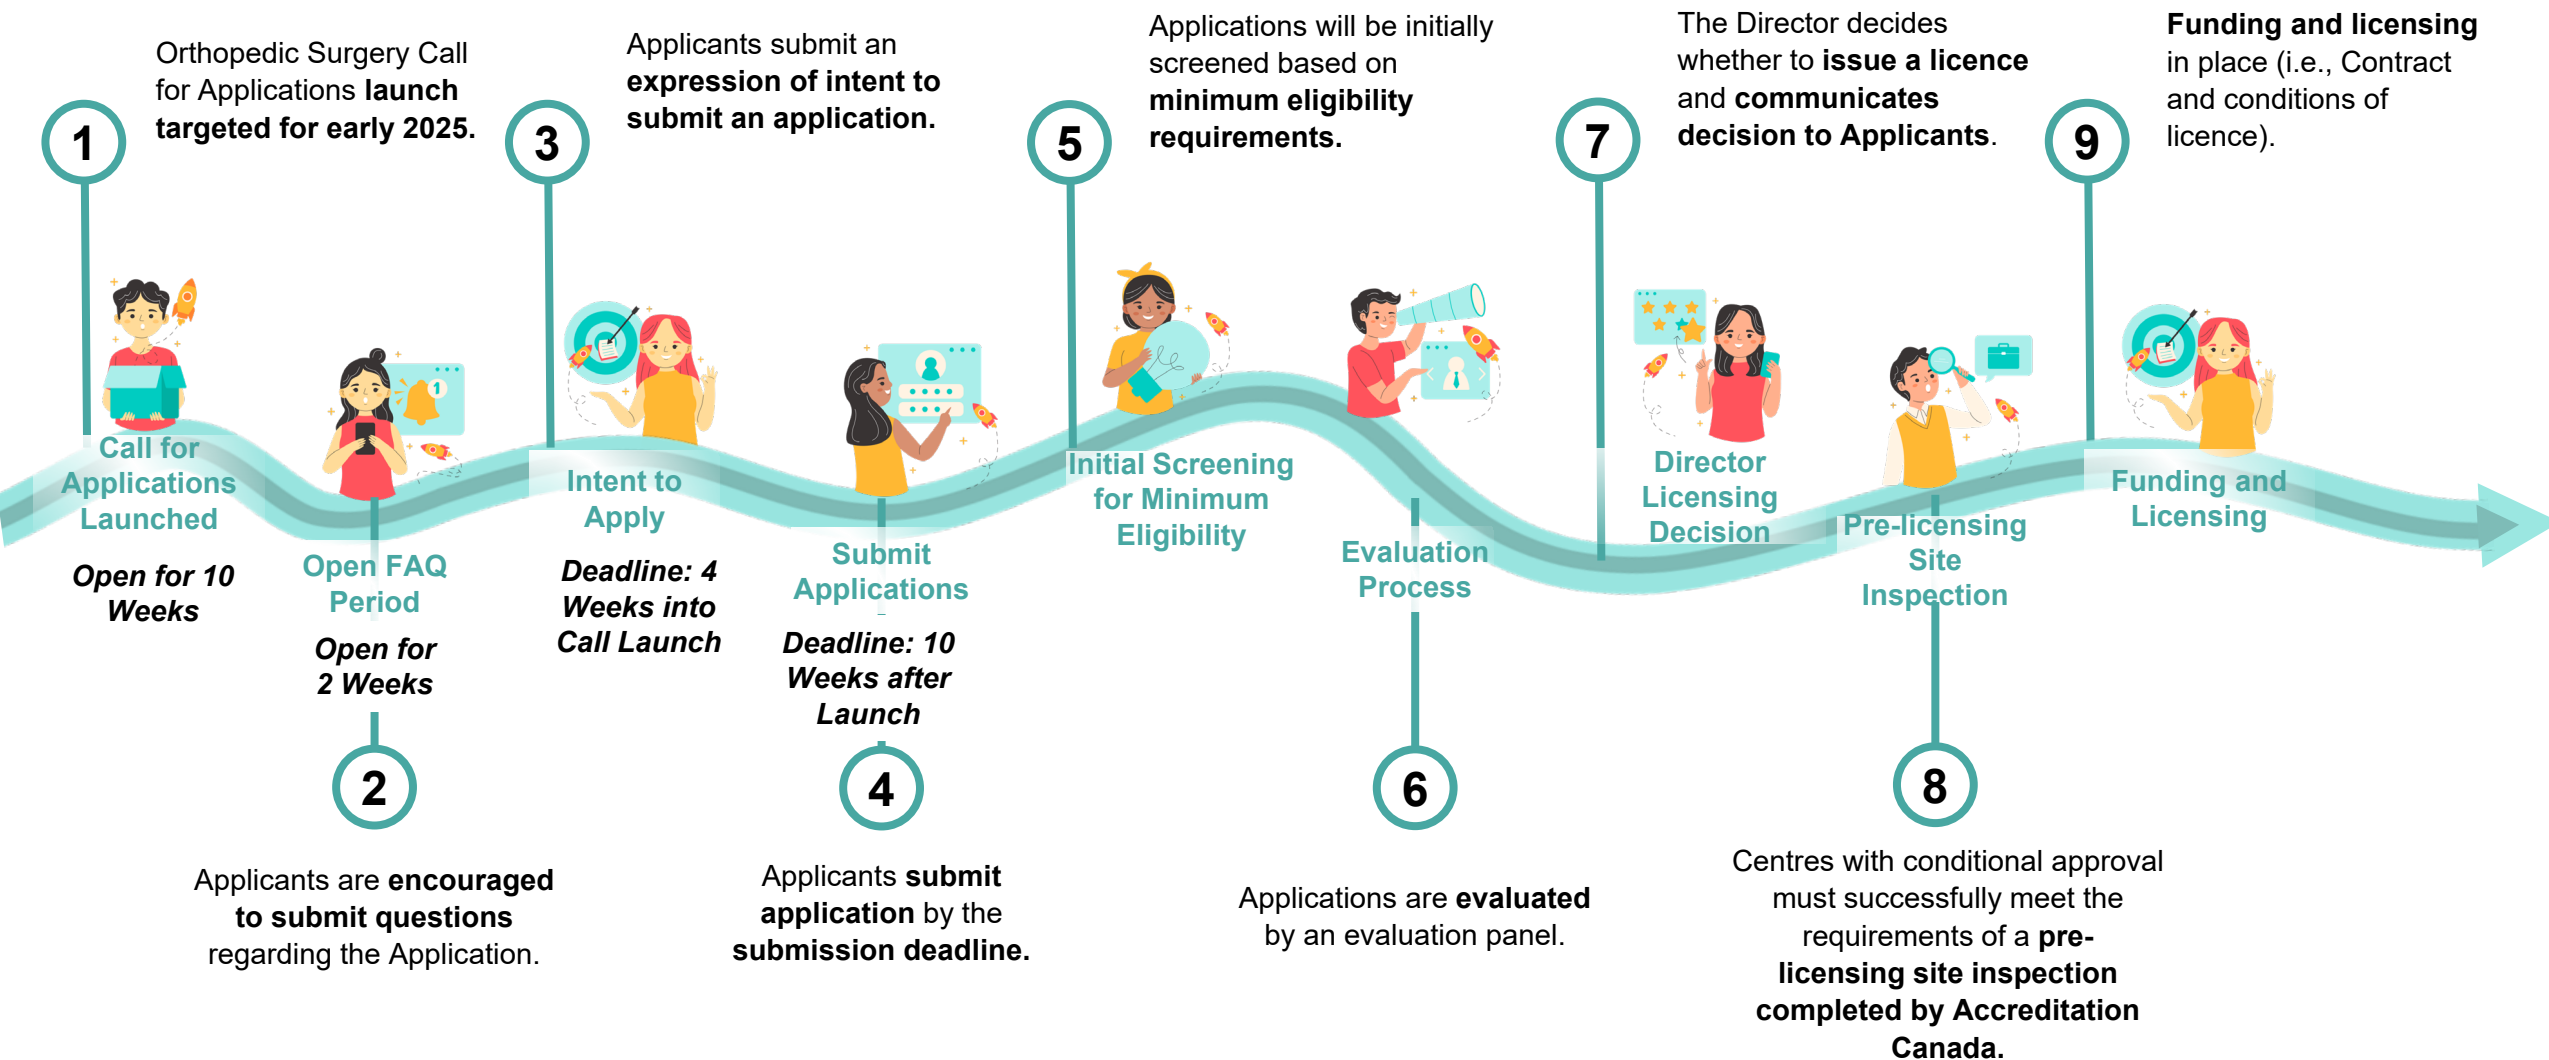 1
Orthopedic Surgery Call
for Applications launch
targeted for early 2025.
Call for
Applications
Launched
Open for 10
Weeks
1
Open FAQ
Period
Open for
2 Weeks
2
Applicants are encouraged
to submit questions
regarding the Application.
3
Applicants submit an
expression of intent to
submit an application.
Intent to
Apply
Deadline: 4
Weeks into
Call Launch
Submit
Applications
Deadline: 10
Weeks after
Launch
4
Applicants submit
application by the
submission deadline.
5
Applications will be initially
screened based on
minimum eligibility
requirements.
Initial Screening
for Minimum
Eligibility
Evaluation
Process
6
Applications are evaluated
by an evaluation panel.
7
The Director decides
whether to issue a licence
and communicates
decision to Applicants.
Director
Licensing
Decision
Pre-licensing
Site
Inspection
8
Centres with conditional approval
must successfully meet the
requirements of a pre-
licensing site inspection
completed by Accreditation
Canada.
9
Funding and licensing
in place (i.e., Contract
and conditions of
licence).
Funding and
Licensing